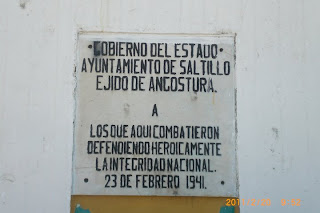 ·GOBIERNO DEL ESTADO·
AYUNTAMIENTO DE SALTILLO
EJIDO DE ANGOSTURA.
A
LOS QUE AQUI COMBATIERON
DEFENDIENDO HEROICAMENTE
LA INTEGRIDAD NACIONAL.
·23 DE FEBRERO 1941.·